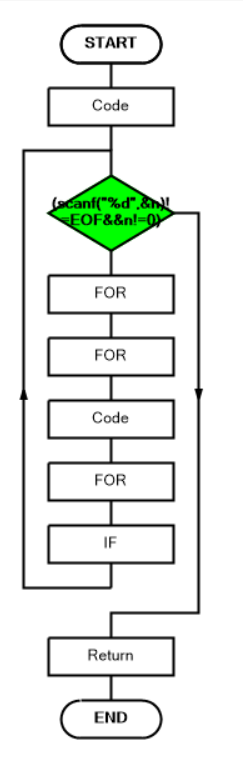 START
Code
(scanf("%d",&n)!
=EOF&&n!=0)
FOR
FOR
Code
FOR
IF
Return
END